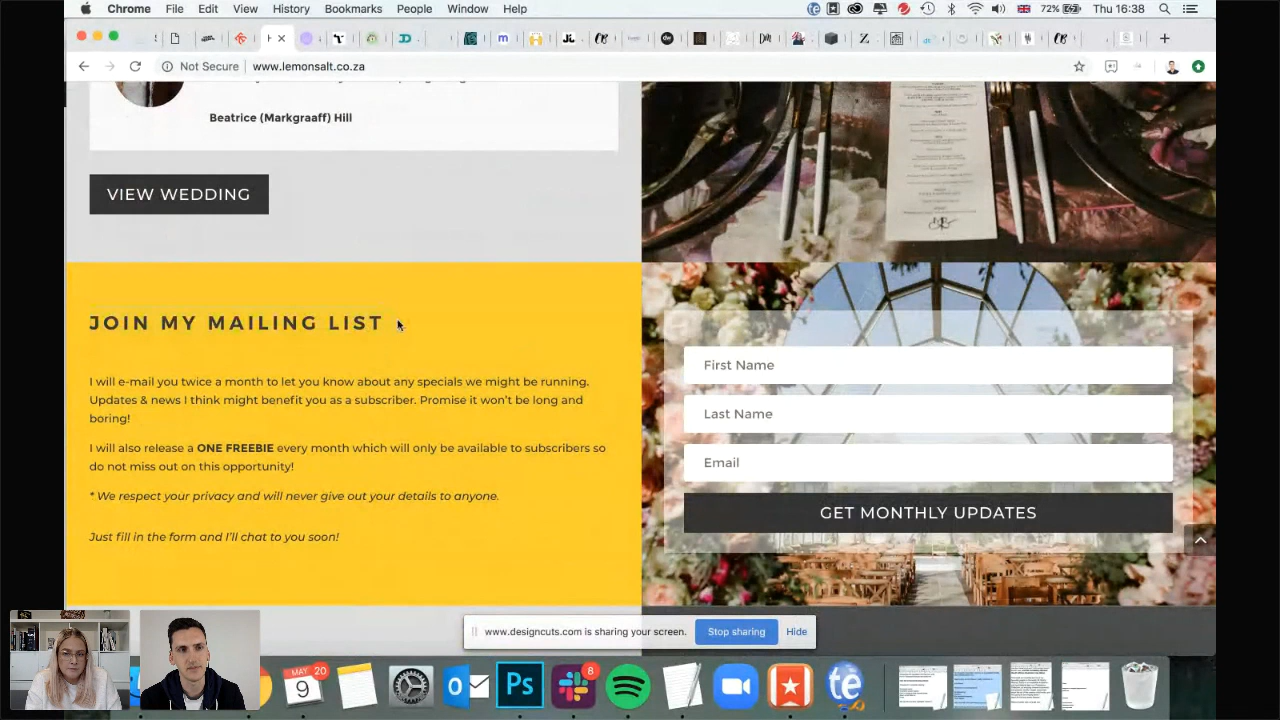 Chrome File Edit View History Bookmarks People Window Help
72% Thu 16:38
Not Secure www.lemonsalt.co.za
Beatrice (Markgraaff) Hill
VIEW WEDDING
JOIN MY MAILING LIST
I will e-mail you twice a month to let you know about any specials we might be running.
Updates & news I think might benefit you as a subscriber. Promise it won't be long and
boring!
I will also release a ONE FREEBIE every month which will only be available to subscribers so
do not miss out on this opportunity!
* We respect your privacy and will never give out your details to anyone.
Just fill in the form and I'll chat to you soon!
First Name
Last Name
Email
GET MONTHLY UPDATES
www.designcuts.com is sharing your screen. Stop sharing Hide
MAY 20
9
Ps
8
te